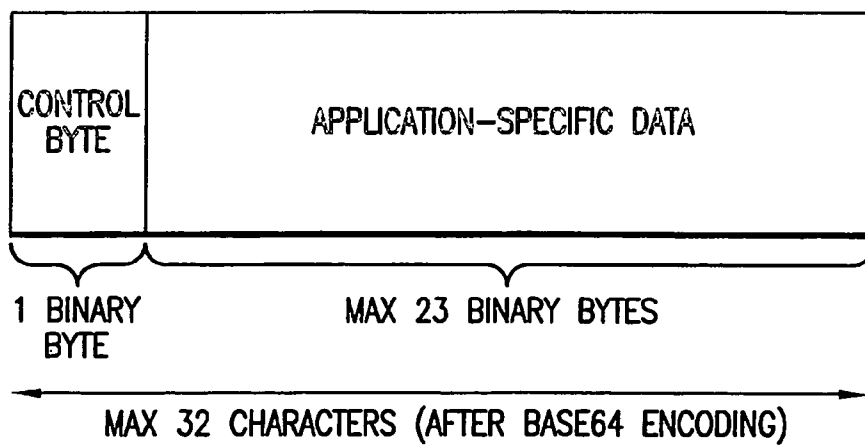 CONTROL
BYTE
APPLICATION-SPECIFIC DATA
1 BINARY
BYTE
MAX 23 BINARY BYTES
MAX 32 CHARACTERS (AFTER BASE64 ENCODING)